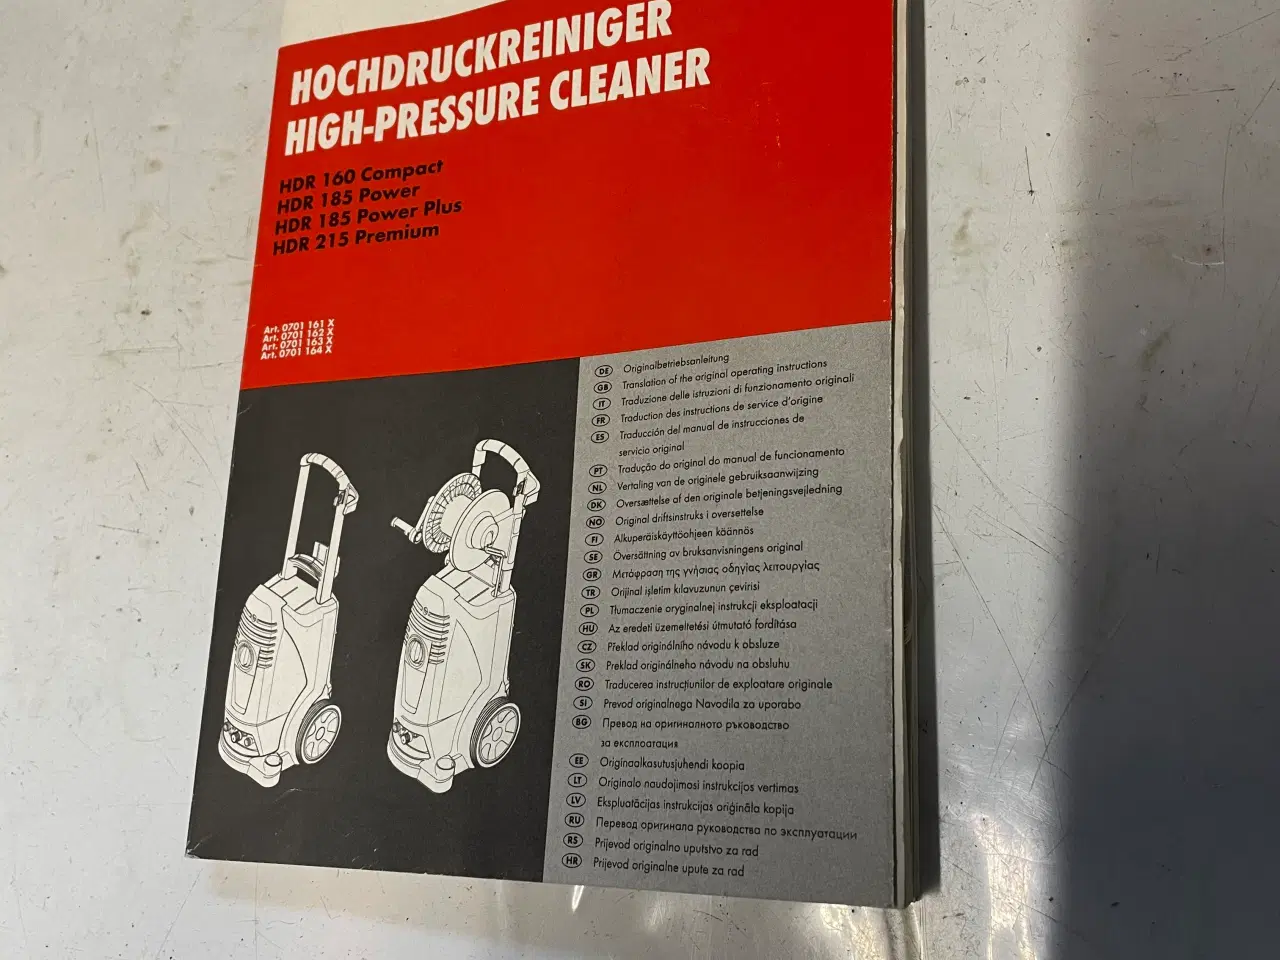 HOCHDRUCKREINIGER
HIGH-PRESSURE CLEANER
HDR 160 Compact
HDR 185 Power
HDR 185 Power Plus
HDR 215 Premium
Art. 0701 161 X
Art. 0701 162 X
Art. 0701 163 X
Art. 0701 164 X
DE Originalbetriebsanleitung
GB Translation of the original operating instructions
IT Traduzione delle istruzioni di funzionamento originali
FR Traduction des instructions de service d'origine
ES Traducción del manual de instrucciones de
servicio original
PT Tradução do original do manual de funcionamento
NL Vertaling van de originele gebruiksaanwijzing
DK Oversættelse af den originale betjeningsvejledning
NO Original driftsinstruks i oversettelse
FI Alkuperäiskäyttöohjeen käännös
SE Översättning av bruksanvisningens original
GR Μετάφραση της γνήσιας οδηγίας λειτουργίας
TR Orijinal işletim kılavuzunun çevirisi
PL Tłumaczenie oryginalnej instrukcji eksploatacji
HU Az eredeti üzemeltetési útmutató fordítása
CZ Překlad originálního návodu k obsluze
SK Preklad originálneho návodu na obsluhu
RO Traducerea instrucţiunilor de exploatare originale
SI Prevod originalnega Navodila za uporabo
BG Превод на оригиналното ръководство
за експлоатация
EE Originaalkasutusjuhendi koopia
LT Originalo naudojimosi instrukcijos vertimas
LV Ekspluatācijas instrukcijas oriģināla kopija
RU Перевод оригинала руководства по эксплуатации
RS Prijevod originalno uputstvo za rad
HR Prijevod originalne upute za rad